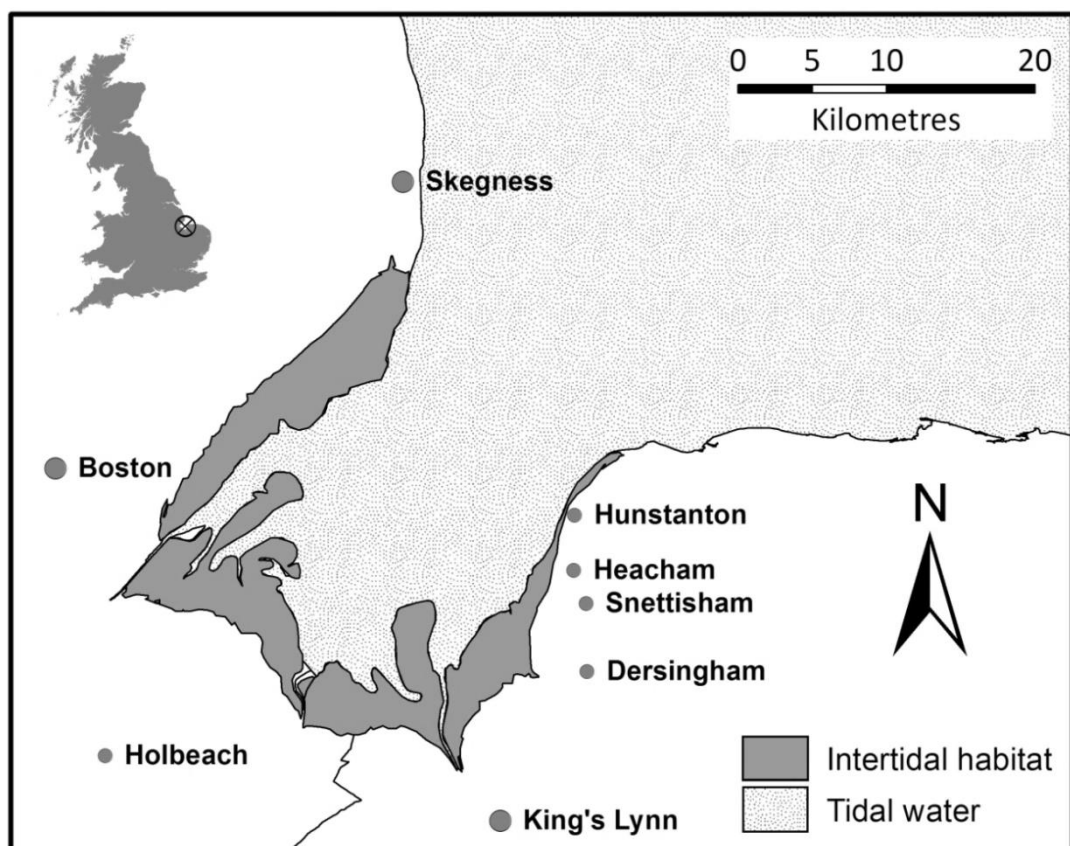 0 5 10 20
Kilometres
Skegness
Boston
N
Hunstanton
Heacham
Snettisham
Dersingham
Holbeach
Intertidal habitat
Tidal water
King's Lynn